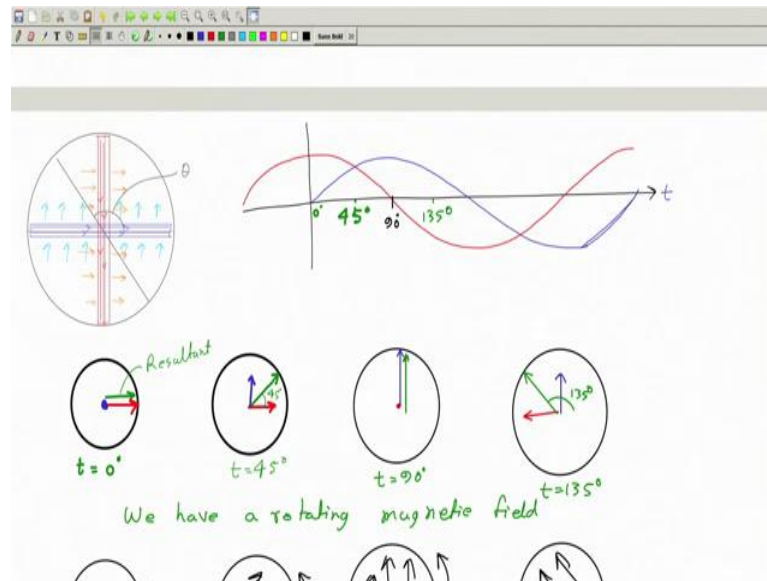 θ
t
0° 45° 90° 135°
Resultant
45°
135°
t = 0°
t=45°
t=90°
t=135°
We have a rotating magnetic field